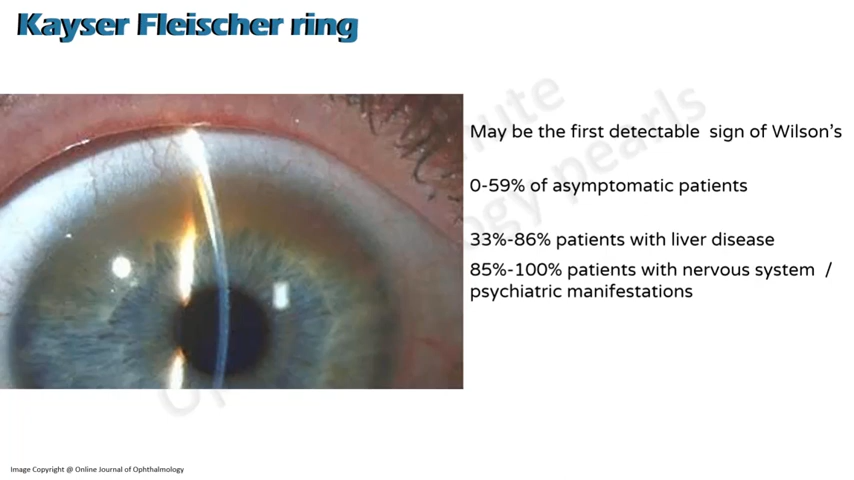 Kayser Fleischer ring
May be the first detectable sign of Wilson's
0-59% of asymptomatic patients
33%-86% patients with liver disease
85%-100% patients with nervous system /
psychiatric manifestations
Image Copyright @ Online Journal of Ophthalmology